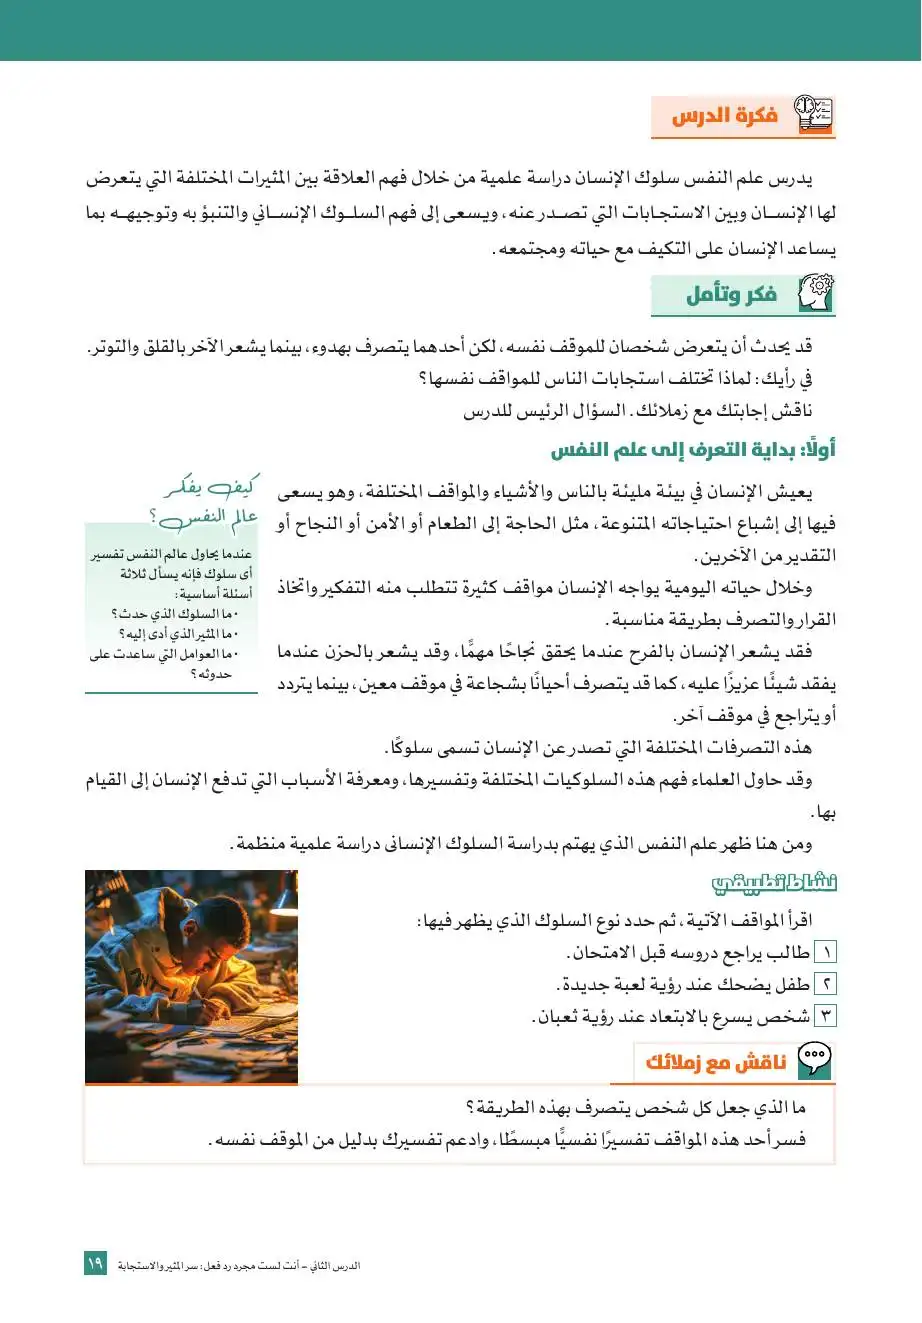 فكرة الدرس
يدرس علم النفس سلوك الإنسان دراسة علمية من خلال فهم العلاقة بين المثيرات المختلفة التي يتعرض
لها الإنسان وبين الاستجابات التي تصدر عنه، ويسعى إلى فهم السلوك الإنساني والتنبؤ به وتوجيهه بما
يساعد الإنسان على التكيف مع حياته ومجتمعه.
فكر وتأمل
قد يحدث أن يتعرض شخصان للموقف نفسه، لكن أحدهما يتصرف بهدوء، بينما يشعر الآخر بالقلق والتوتر.
في رأيك: لماذا تختلف استجابات الناس للمواقف نفسها؟
ناقش إجابتك مع زملائك. السؤال الرئيس للدرس
أولًا: بداية التعرف إلى علم النفس
يعيش الإنسان في بيئة مليئة بالناس والأشياء والمواقف المختلفة، وهو يسعى
فيها إلى إشباع احتياجاته المتنوعة، مثل الحاجة إلى الطعام أو الأمن أو النجاح أو
التقدير من الآخرين.
وخلال حياته اليومية يواجه الإنسان مواقف كثيرة تتطلب منه التفكير واتخاذ
القرار والتصرف بطريقة مناسبة.
فقد يشعر الإنسان بالفرح عندما يحقق نجاحًا مهمًّا، وقد يشعر بالحزن عندما
يفقد شيئًا عزيزًا عليه، كما قد يتصرف أحيانًا بشجاعة في موقف معين، بينما يتردد
أو يتراجع في موقف آخر.
كيف يفكر
عالم النفس؟
عندما يحاول عالم النفس تفسير
أى سلوك فإنه يسأل ثلاثة
أسئلة أساسية:
• ما السلوك الذي حدث؟
• ما المثير الذي أدى إليه؟
• ما العوامل التي ساعدت على
حدوثه؟
هذه التصرفات المختلفة التي تصدر عن الإنسان تسمى سلوكًا.
وقد حاول العلماء فهم هذه السلوكيات المختلفة وتفسيرها، ومعرفة الأسباب التي تدفع الإنسان إلى القيام
بها.
ومن هنا ظهر علم النفس الذي يهتم بدراسة السلوك الإنسانى دراسة علمية منظمة.
نشاط تطبيقي
اقرأ المواقف الآتية، ثم حدد نوع السلوك الذي يظهر فيها:
١ طالب يراجع دروسه قبل الامتحان.
٢ طفل يضحك عند رؤية لعبة جديدة.
٣ شخص يسرع بالابتعاد عند رؤية ثعبان.
ناقش مع زملائك
ما الذي جعل كل شخص يتصرف بهذه الطريقة؟
فسر أحد هذه المواقف تفسيرًا نفسيًّا مبسطًا، وادعم تفسيرك بدليل من الموقف نفسه.
الدرس الثاني – أنت لست مجرد رد فعل: سر المثير والاستجابة
١٩